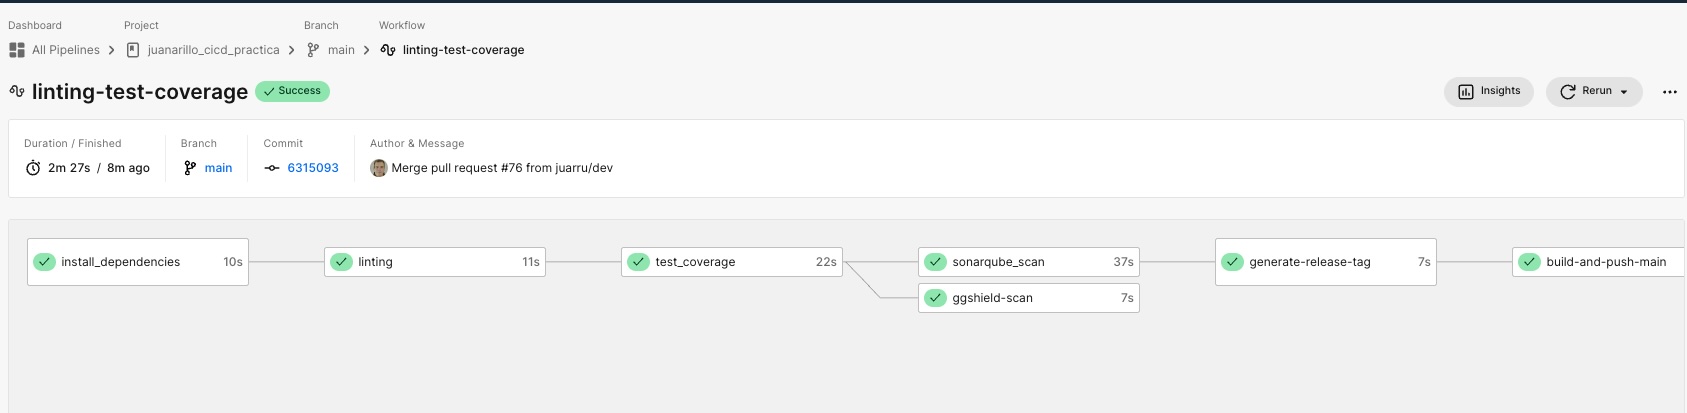 Dashboard Project Branch Workflow
All Pipelines juanarillo_cicd_practica main linting-test-coverage
linting-test-coverage Success Insights Rerun
Duration / Finished Branch Commit Author & Message
2m 27s / 8m ago main 6315093 Merge pull request #76 from juarru/dev
install_dependencies 10s linting 11s test_coverage 22s sonarqube_scan 37s generate-release-tag 7s build-and-push-main
ggshield-scan 7s